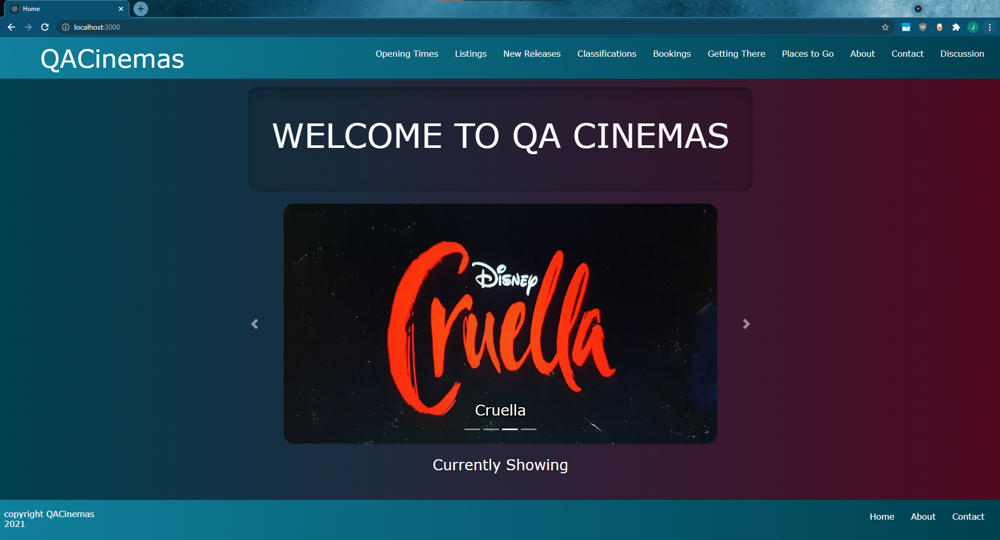 Home
localhost:3000
J
QACinemas
Opening Times Listings New Releases Classifications Bookings Getting There Places to Go About Contact Discussion
WELCOME TO QA CINEMAS
Disney
Cruella
Cruella
Currently Showing
copyright QACinemas
2021
Home About Contact